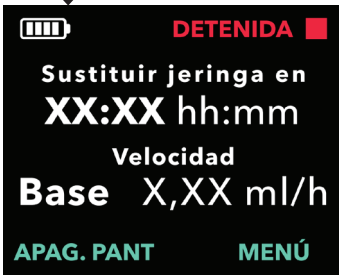 DETENIDA
Sustituir jeringa en
XX:XX hh:mm
Velocidad
Base X,XX ml/h
APAG. PANT MENÚ